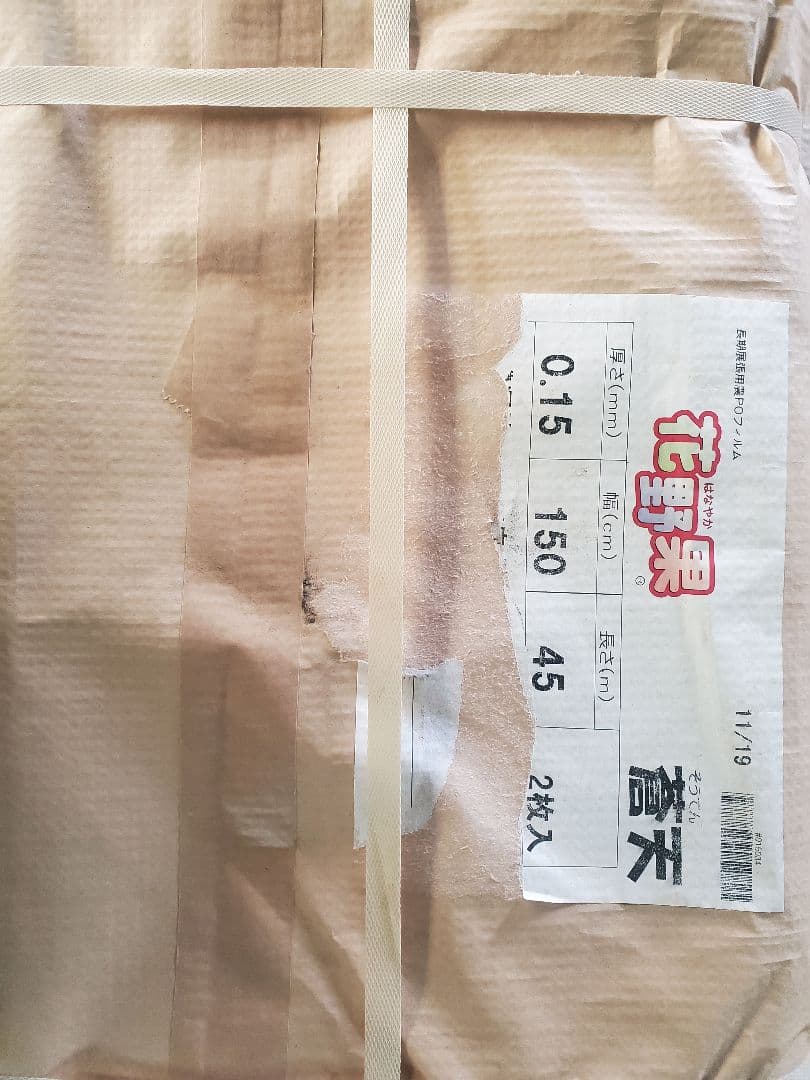 長期展張用農POフィルム
11/19
#016504
はなやか
花野果
そうてん
蒼天
厚さ(mm) 幅(cm) 長さ(m)
0.15 150 45 2枚入